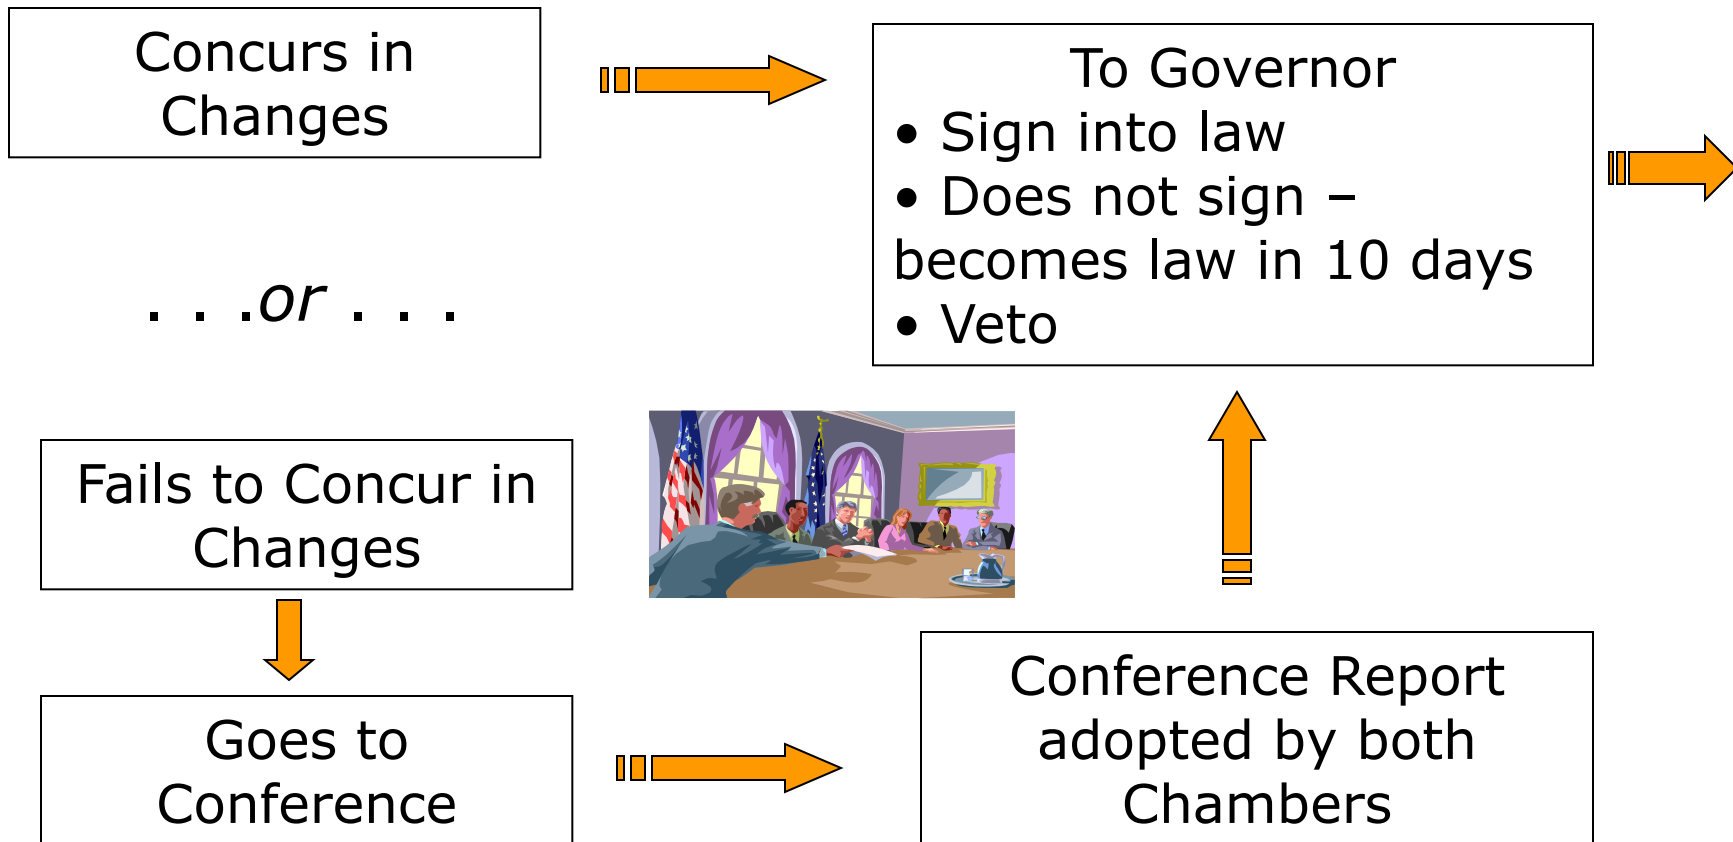 Concurs in
Changes
To Governor
• Sign into law
• Does not sign –
becomes law in 10 days
• Veto
. . .or . . .
Fails to Concur in
Changes
Goes to
Conference
Conference Report
adopted by both
Chambers